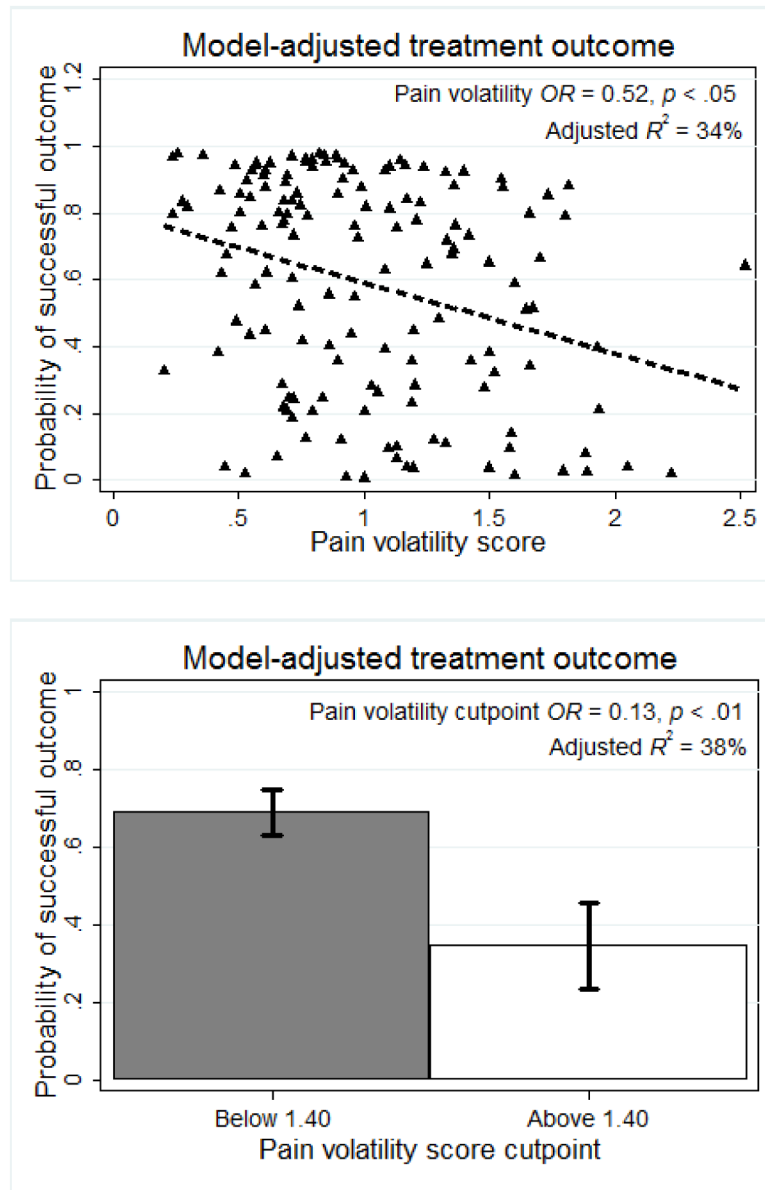 Model-adjusted treatment outcome
Pain volatility OR = 0.52, p < .05
Adjusted R² = 34%
Probability of successful outcome
1.2
1
.8
.6
.4
.2
0
0 .5 1 1.5 2 2.5
Pain volatility score
Model-adjusted treatment outcome
Pain volatility cutpoint OR = 0.13, p < .01
Adjusted R² = 38%
Probability of successful outcome
1
.8
.6
.4
.2
0
Below 1.40 Above 1.40
Pain volatility score cutpoint